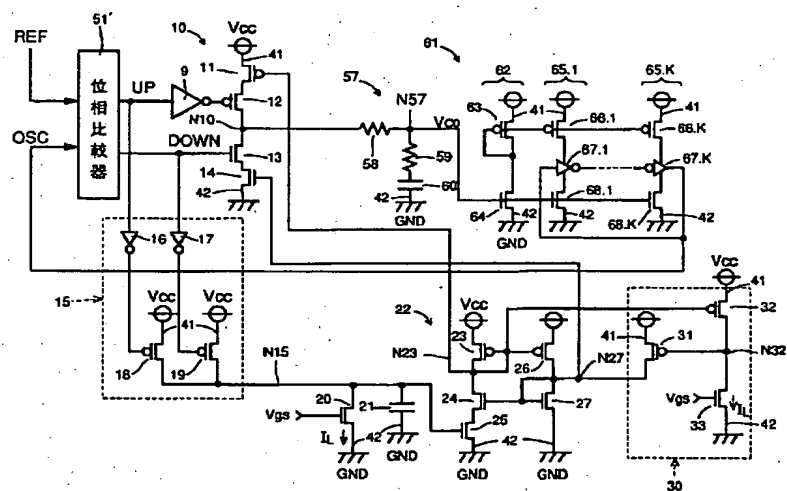 51'
REF
位相比較器
UP
9
10
Vcc
41
11
12
N10
OSC
DOWN
13
14
42
57
N57
58
59
60
42
GND
Vco
61
62
65.1
65.K
63
41
41
41
66.1
66.K
67.1
67.K
68.1
68.K
64
42
42
42
GND
15
16
17
Vcc
Vcc
41
18
19
N15
Vgs
20
21
IL
42
GND
GND
22
Vcc
23
N23
26
N27
24
25
27
42
GND
GND
Vcc
41
32
41
31
N32
Vgs
33
IL
42
GND
30